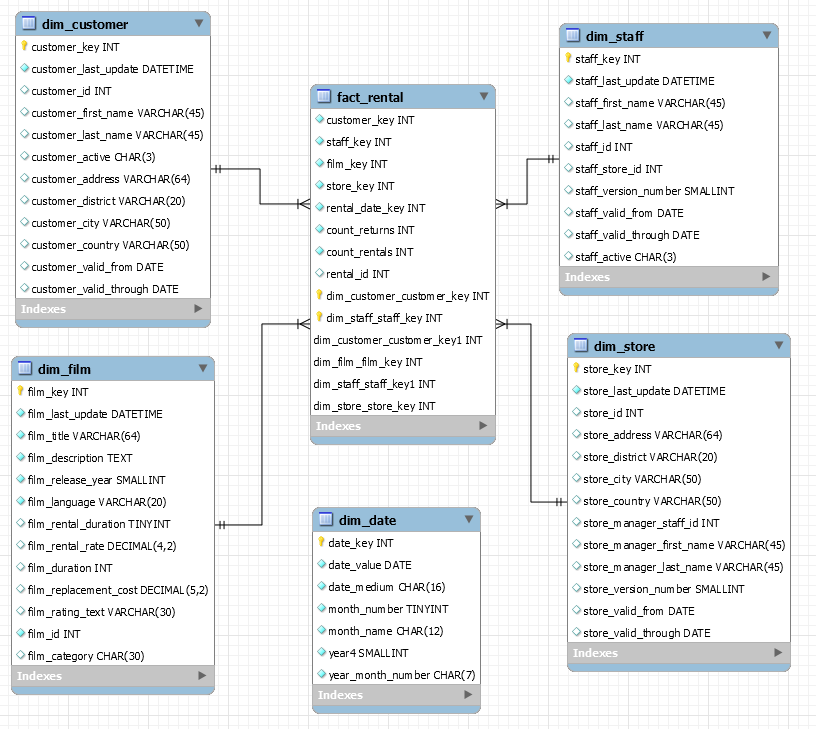 dim_customer
customer_key INT
customer_last_update DATETIME
customer_id INT
customer_first_name VARCHAR(45)
customer_last_name VARCHAR(45)
customer_active CHAR(3)
customer_address VARCHAR(64)
customer_district VARCHAR(20)
customer_city VARCHAR(50)
customer_country VARCHAR(50)
customer_valid_from DATE
customer_valid_through DATE
Indexes
fact_rental
customer_key INT
staff_key INT
film_key INT
store_key INT
rental_date_key INT
count_returns INT
count_rentals INT
rental_id INT
dim_customer_customer_key INT
dim_staff_staff_key INT
dim_customer_customer_key1 INT
dim_film_film_key INT
dim_staff_staff_key1 INT
dim_store_store_key INT
Indexes
dim_staff
staff_key INT
staff_last_update DATETIME
staff_first_name VARCHAR(45)
staff_last_name VARCHAR(45)
staff_id INT
staff_store_id INT
staff_version_number SMALLINT
staff_valid_from DATE
staff_valid_through DATE
staff_active CHAR(3)
Indexes
dim_film
film_key INT
film_last_update DATETIME
film_title VARCHAR(64)
film_description TEXT
film_release_year SMALLINT
film_language VARCHAR(20)
film_rental_duration TINYINT
film_rental_rate DECIMAL(4,2)
film_duration INT
film_replacement_cost DECIMAL(5,2)
film_rating_text VARCHAR(30)
film_id INT
film_category CHAR(30)
Indexes
dim_date
date_key INT
date_value DATE
date_medium CHAR(16)
month_number TINYINT
month_name CHAR(12)
year4 SMALLINT
year_month_number CHAR(7)
Indexes
dim_store
store_key INT
store_last_update DATETIME
store_id INT
store_address VARCHAR(64)
store_district VARCHAR(20)
store_city VARCHAR(50)
store_country VARCHAR(50)
store_manager_staff_id INT
store_manager_first_name VARCHAR(45)
store_manager_last_name VARCHAR(45)
store_version_number SMALLINT
store_valid_from DATE
store_valid_through DATE
Indexes